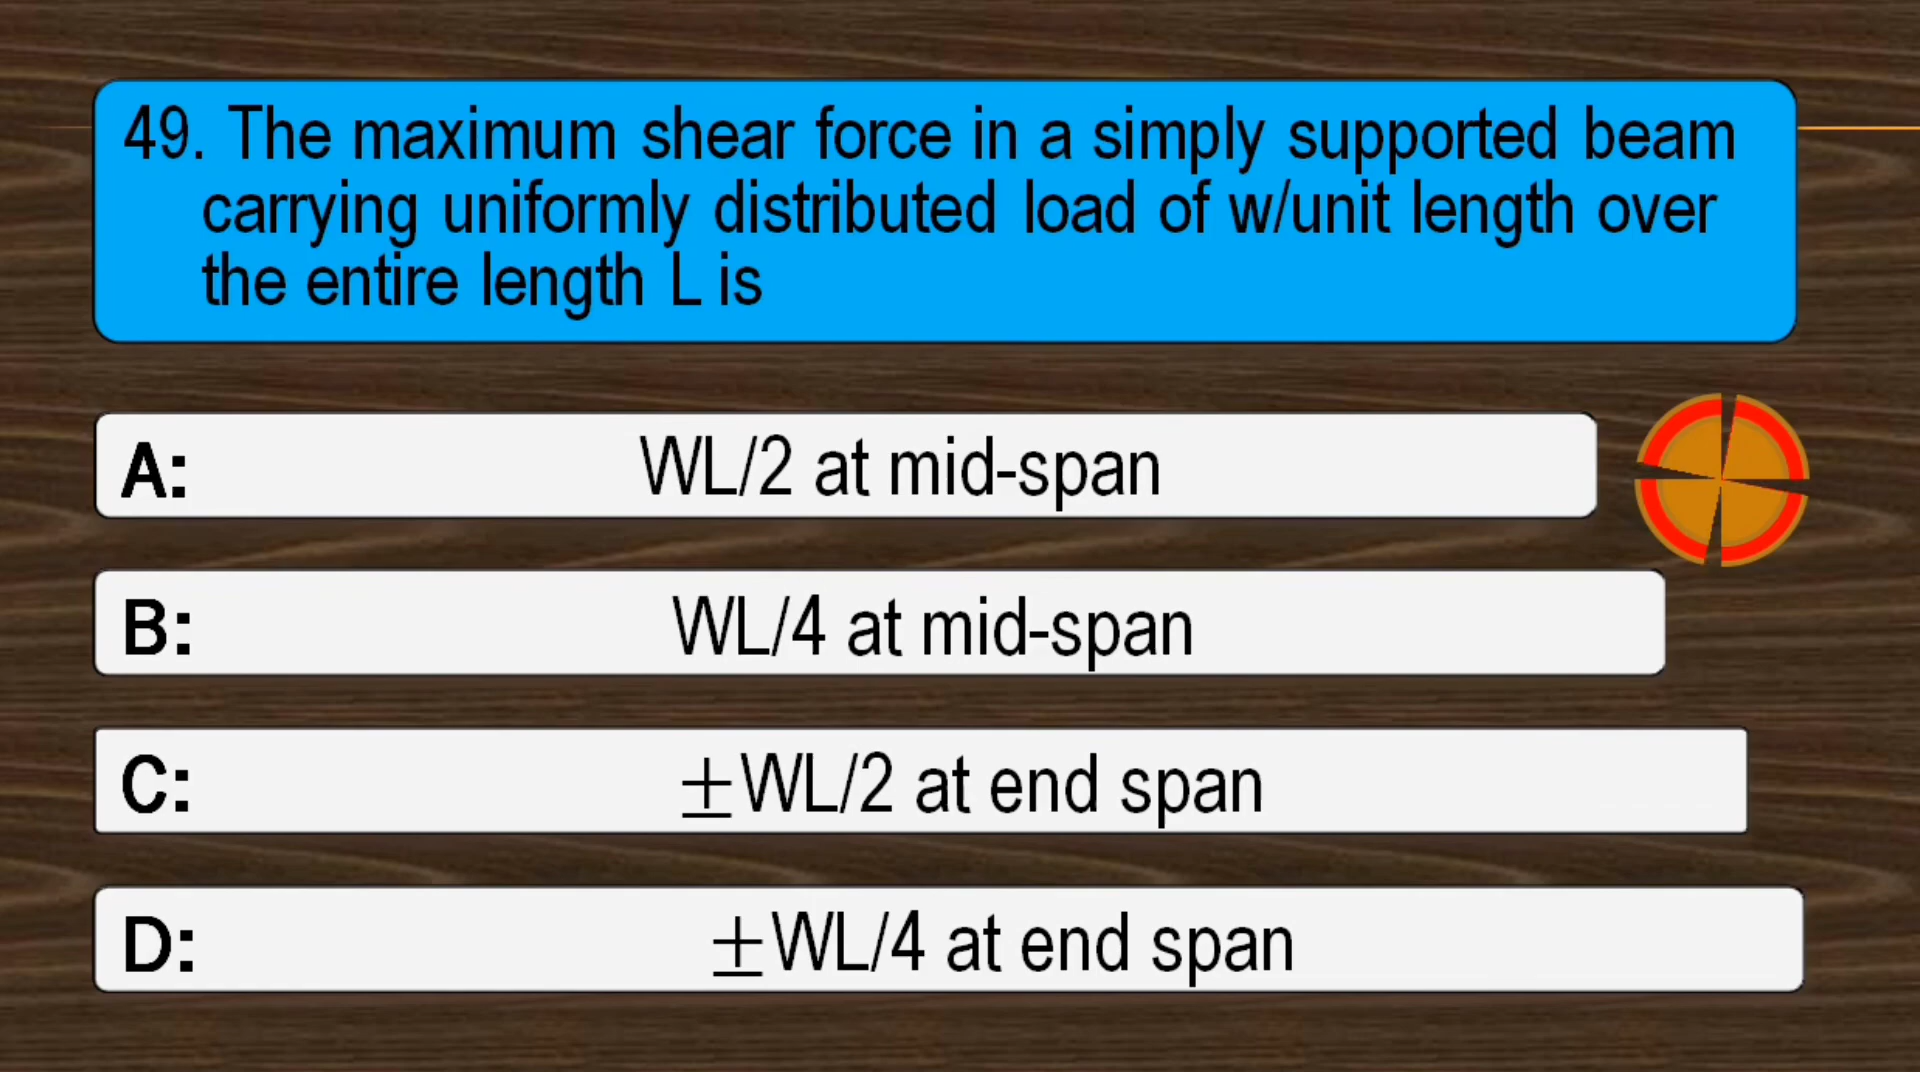 49. The maximum shear force in a simply supported beam
carrying uniformly distributed load of w/unit length over
the entire length L is
A: WL/2 at mid-span
B: WL/4 at mid-span
C: ±WL/2 at end span
D: ±WL/4 at end span